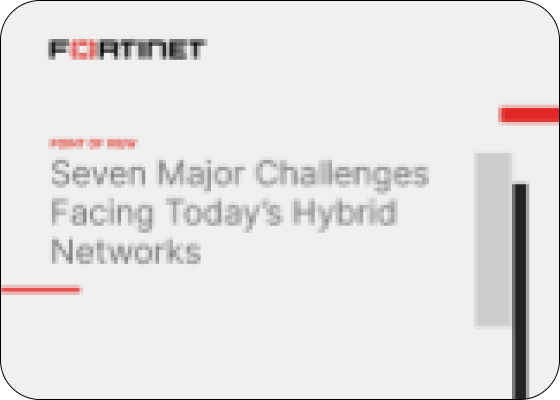 FORTINET
POINT OF VIEW
Seven Major Challenges
Facing Today's Hybrid
Networks